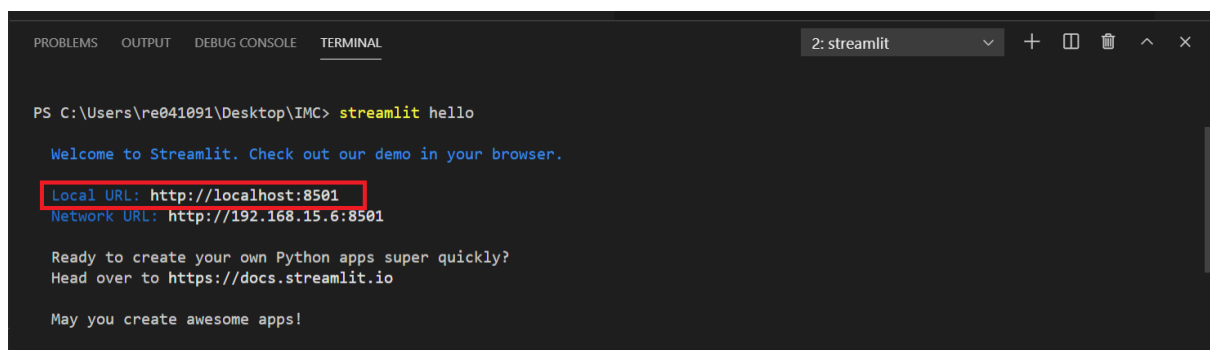 PROBLEMS OUTPUT DEBUG CONSOLE TERMINAL 2: streamlit
PS C:\Users\re041091\Desktop\IMC> streamlit hello
Welcome to Streamlit. Check out our demo in your browser.
Local URL: http://localhost:8501
Network URL: http://192.168.15.6:8501
Ready to create your own Python apps super quickly?
Head over to https://docs.streamlit.io
May you create awesome apps!